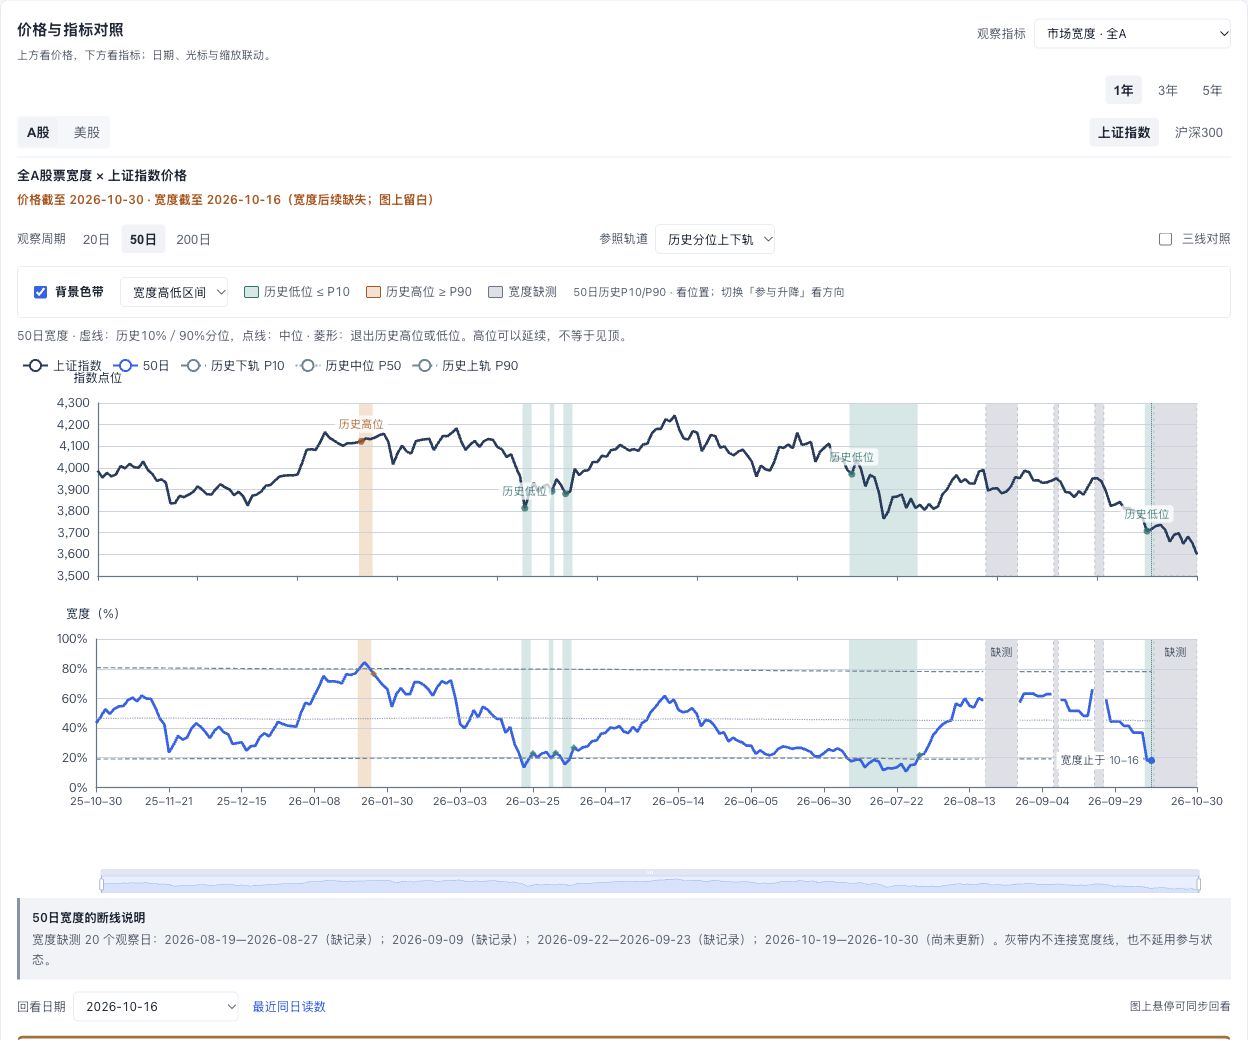 价格与指标对照
上方看价格，下方看指标；日期、光标与缩放联动。
观察指标 市场宽度 · 全A
1年 3年 5年
A股 美股 上证指数 沪深300
全A股票宽度 × 上证指数价格
价格截至 2026-10-30 · 宽度截至 2026-10-16（宽度后续缺失；图上留白）
观察周期 20日 50日 200日 参照轨道 历史分位上下轨 三线对照
背景色带 宽度高低区间 历史低位 ≤ P10 历史高位 ≥ P90 宽度缺测 50日历史P10/P90 · 看位置；切换「参与升降」看方向
50日宽度 · 虚线：历史10% / 90%分位，点线：中位 · 菱形：退出历史高位或低位。高位可以延续，不等于见顶。
上证指数 50日 历史下轨 P10 历史中位 P50 历史上轨 P90
指数点位
4,300
4,200
4,100
4,000
3,900
3,800
3,700
3,600
3,500
历史高位
历史低位
历史低位
历史低位
宽度（%）
100%
80%
60%
40%
20%
0%
缺测
缺测
宽度止于 10-16
25-10-30 25-11-21 25-12-15 26-01-08 26-01-30 26-03-03 26-03-25 26-04-17 26-05-14 26-06-05 26-06-30 26-07-22 26-08-13 26-09-04 26-09-29 26-10-30
50日宽度的断线说明
宽度缺测 20 个观察日：2026-08-19—2026-08-27（缺记录）；2026-09-09（缺记录）；2026-09-22—2026-09-23（缺记录）；2026-10-19—2026-10-30（尚未更新）。灰带内不连接宽度线，也不延用参与状
态。
回看日期 2026-10-16 最近同日读数 图上悬停可同步回看